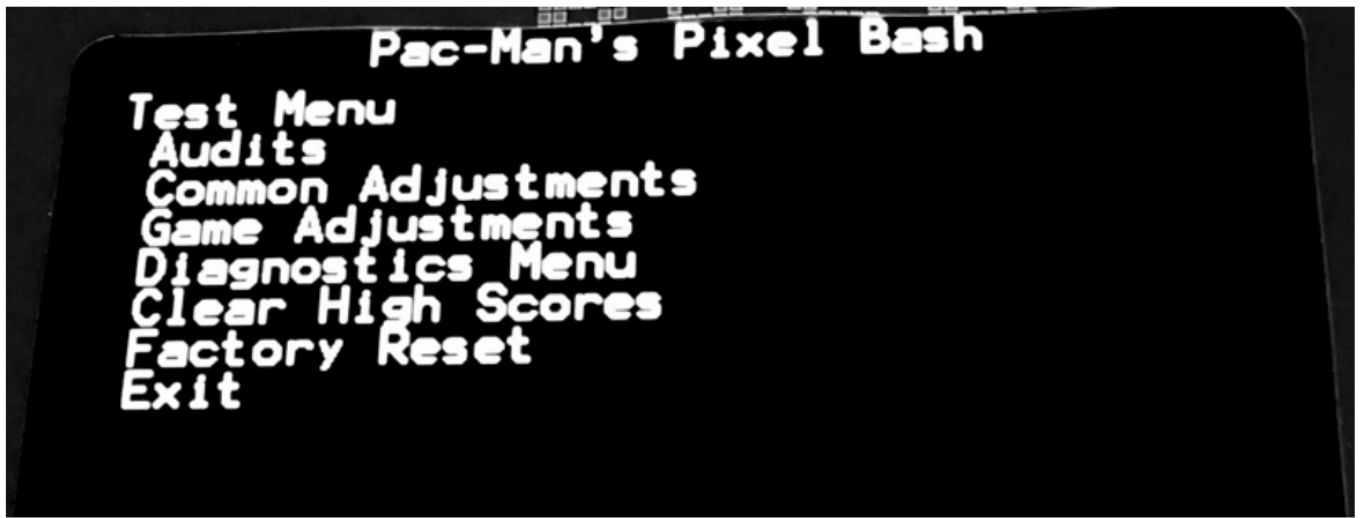 Pac-Man's Pixel Bash
Test Menu
Audits
Common Adjustments
Game Adjustments
Diagnostics Menu
Clear High Scores
Factory Reset
Exit